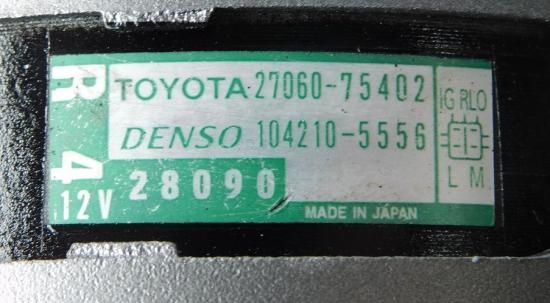 R 4
TOYOTA 27060-75402
DENSO 104210-5556
12V 28090
MADE IN JAPAN
IG RLO
L M